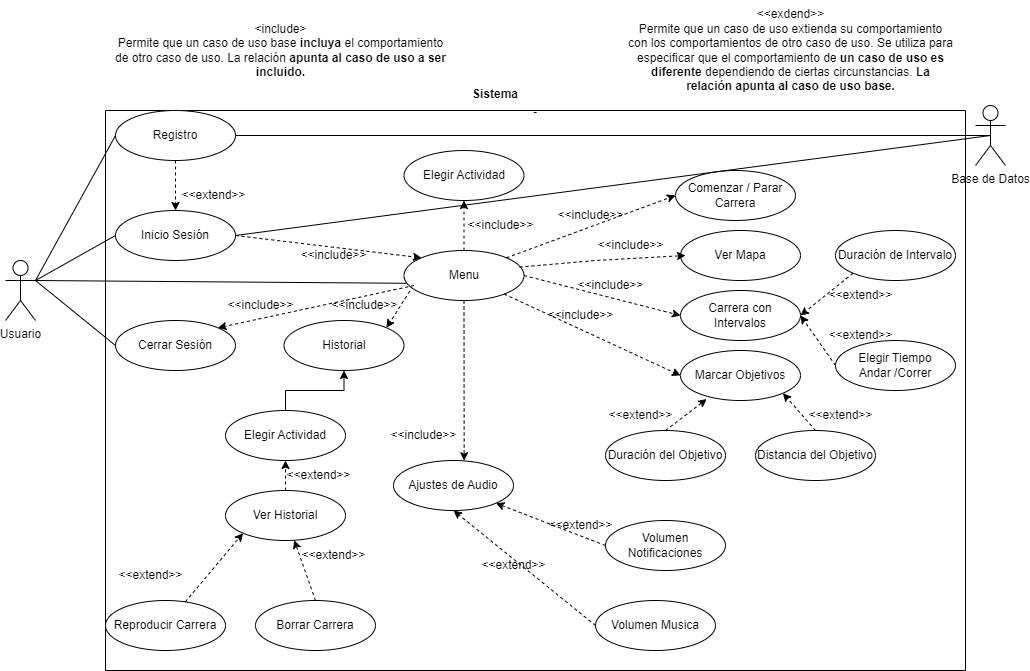 <include>
Permite que un caso de uso base incluya el comportamiento
de otro caso de uso. La relación apunta al caso de uso a ser
incluido.
<<exdend>>
Permite que un caso de uso extienda su comportamiento
con los comportamientos de otro caso de uso. Se utiliza para
especificar que el comportamiento de un caso de uso es
diferente dependiendo de ciertas circunstancias. La
relación apunta al caso de uso base.
Sistema
Registro
Base de Datos
Elegir Actividad
<<extend>>
Comenzar / Parar
Carrera
<<include>>
<<include>>
Inicio Sesión
<<include>>
<<include>>
Ver Mapa
Duración de Intervalo
Menu
<<include>>
<<extend>>
Usuario
<<include>>
<<include>>
<<include>>
Carrera con
Intervalos
<<extend>>
Cerrar Sesión
Historial
Elegir Tiempo
Andar /Correr
Marcar Objetivos
<<extend>>
<<extend>>
Elegir Actividad
<<include>>
Duración del Objetivo
Distancia del Objetivo
<<extend>>
Ajustes de Audio
Ver Historial
<<extend>>
Volumen
Notificaciones
<<extend>>
<<extend>>
<<extend>>
Reproducir Carrera
Borrar Carrera
Volumen Musica